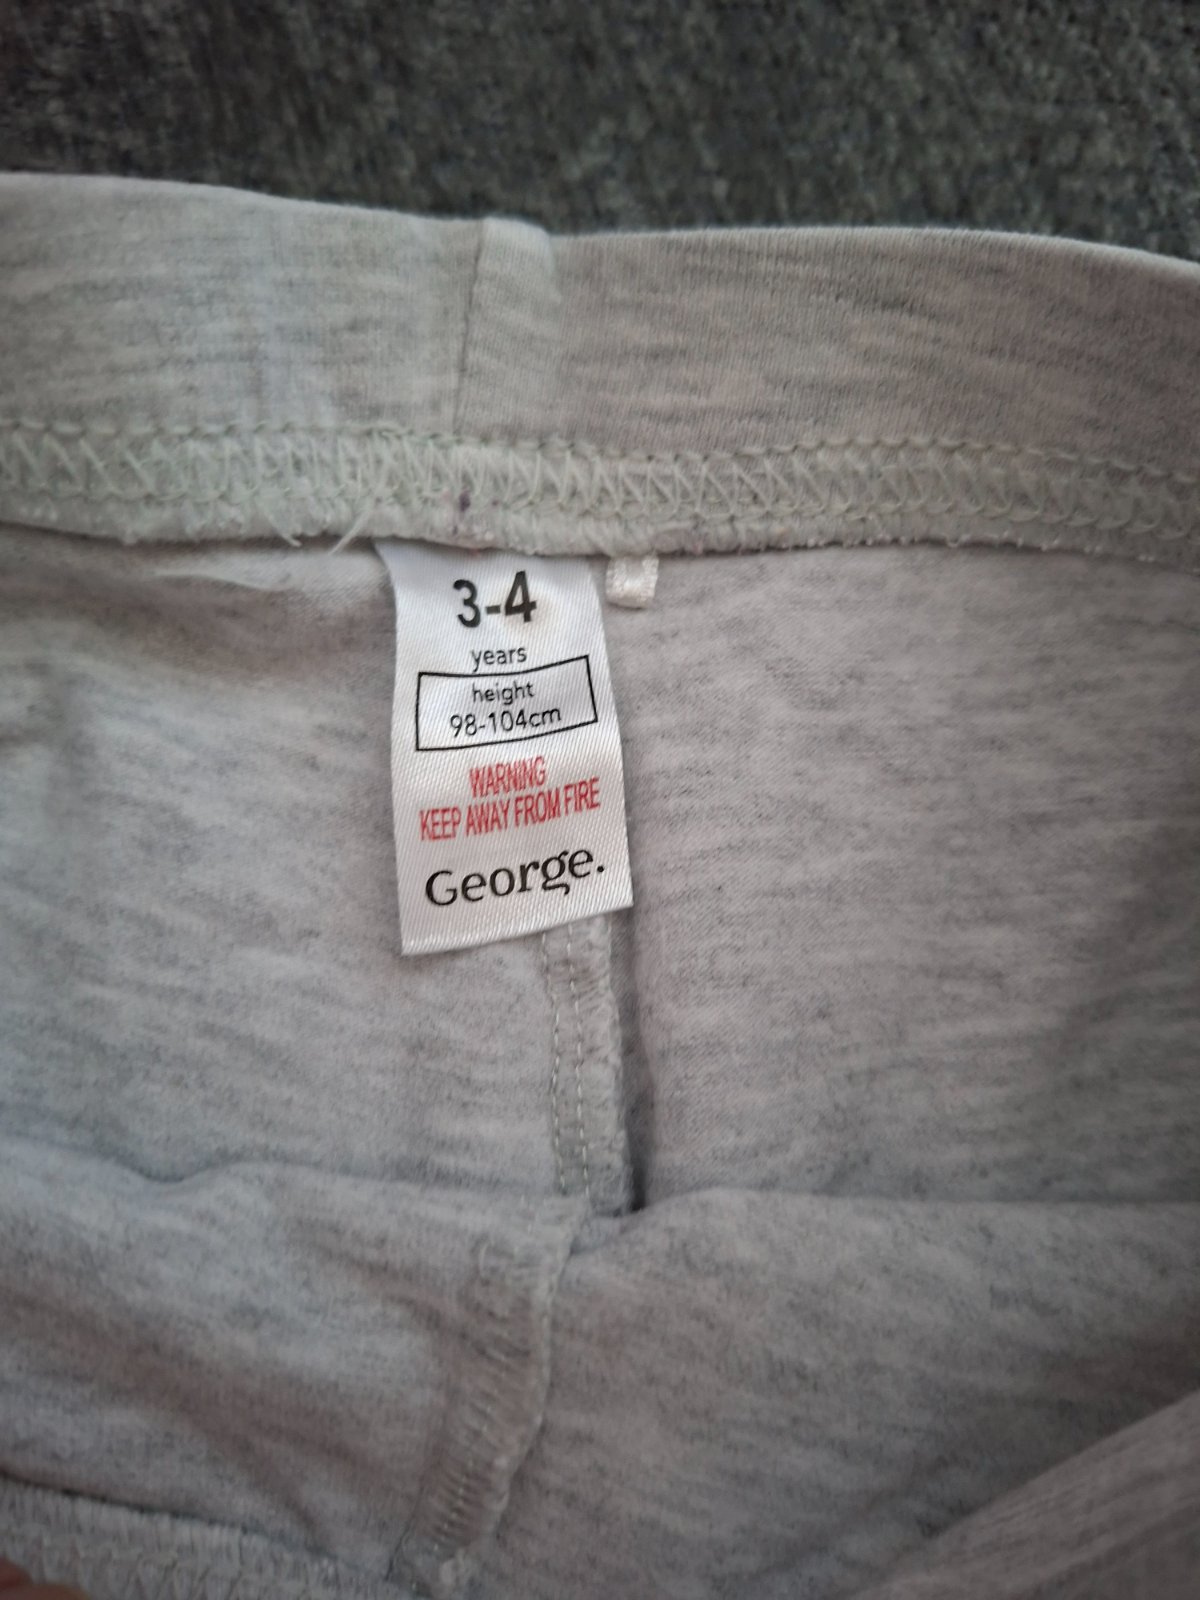 3-4
years
height
98-104cm
WARNING
KEEP AWAY FROM FIRE
George.